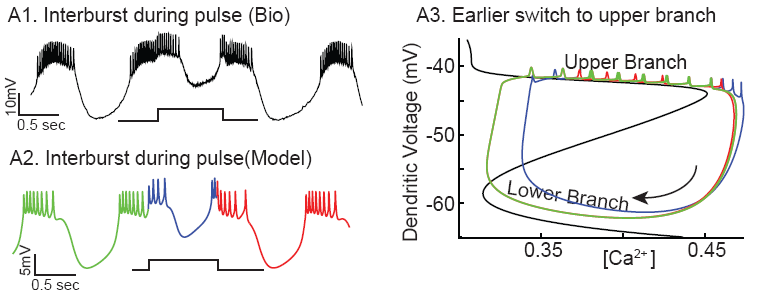 A1. Interburst during pulse (Bio)
10mV
0.5 sec
A2. Interburst during pulse(Model)
5mV
0.5 sec
A3. Earlier switch to upper branch
Upper Branch
Lower Branch
Dendritic Voltage (mV)
-40
-50
-60
0.35
0.45
[Ca²⁺]